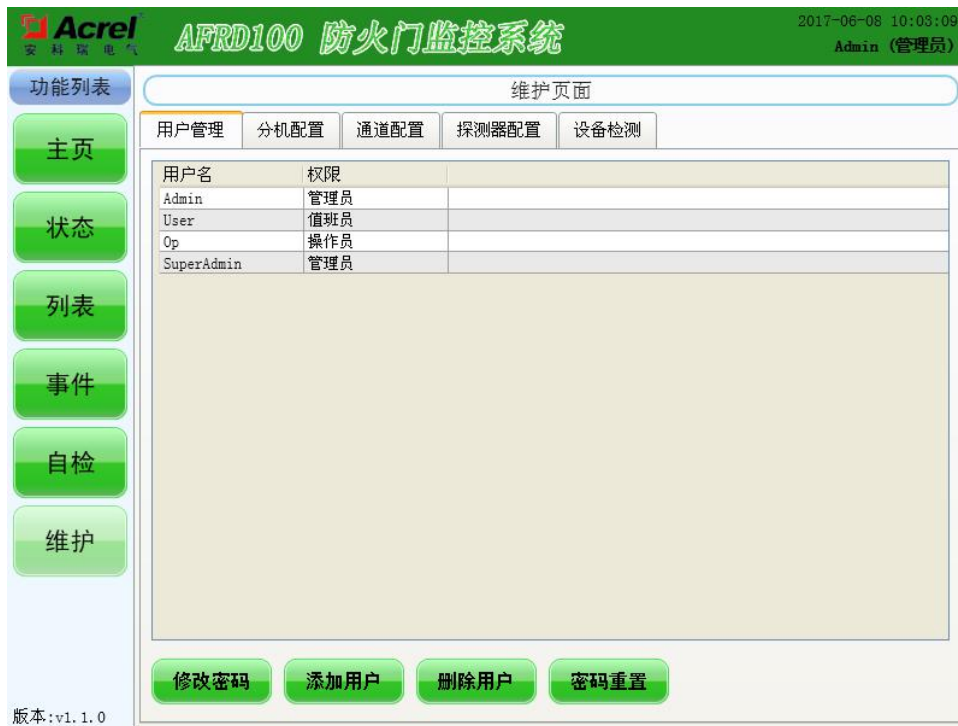 Acrel
安科瑞电气
AFRD100 防火门监控系统
2017-06-08 10:03:09
Admin (管理员)
功能列表
主页
状态
列表
事件
自检
维护
版本:v1.1.0
维护页面
用户管理 分机配置 通道配置 探测器配置 设备检测
用户名 权限
Admin 管理员
User 值班员
Op 操作员
SuperAdmin 管理员
修改密码 添加用户 删除用户 密码重置